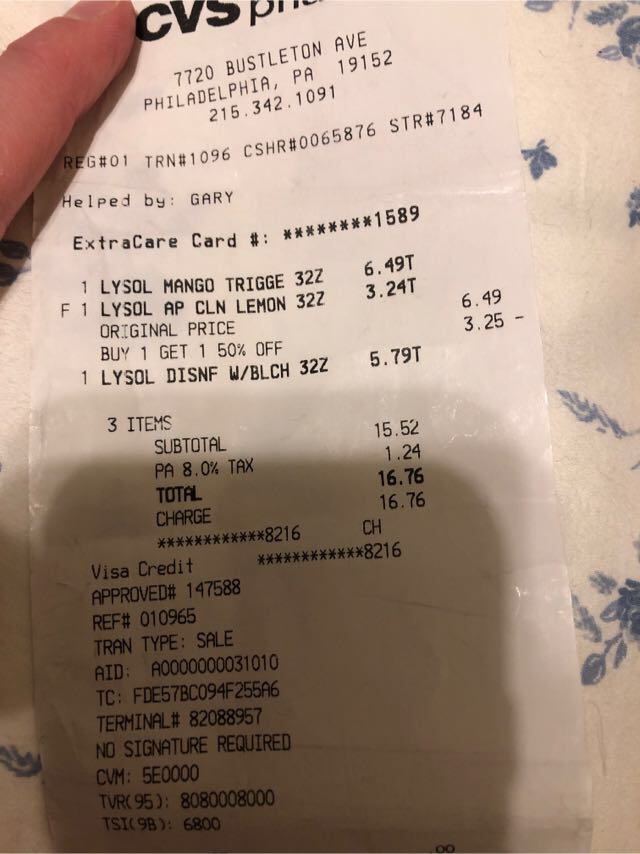 CVS
7720 BUSTLETON AVE
PHILADELPHIA, PA 19152
215.342.1091
REG#01 TRN#1096 CSHR#0065876 STR#7184
Helped by: GARY
ExtraCare Card #: ********1589
1 LYSOL MANGO TRIGGE 32Z 6.49T
F 1 LYSOL AP CLN LEMON 32Z 3.24T
ORIGINAL PRICE 6.49
BUY 1 GET 1 50% OFF 3.25 -
1 LYSOL DISNF W/BLCH 32Z 5.79T
3 ITEMS
SUBTOTAL 15.52
PA 8.0% TAX 1.24
TOTAL 16.76
CHARGE 16.76
************8216 CH
Visa Credit ************8216
APPROVED# 147588
REF# 010965
TRAN TYPE: SALE
AID: A0000000031010
TC: FDE57BC094F255A6
TERMINAL# 82088957
NO SIGNATURE REQUIRED
CVM: 5E0000
TVR(95): 8080008000
TSI(9B): 6800
.00